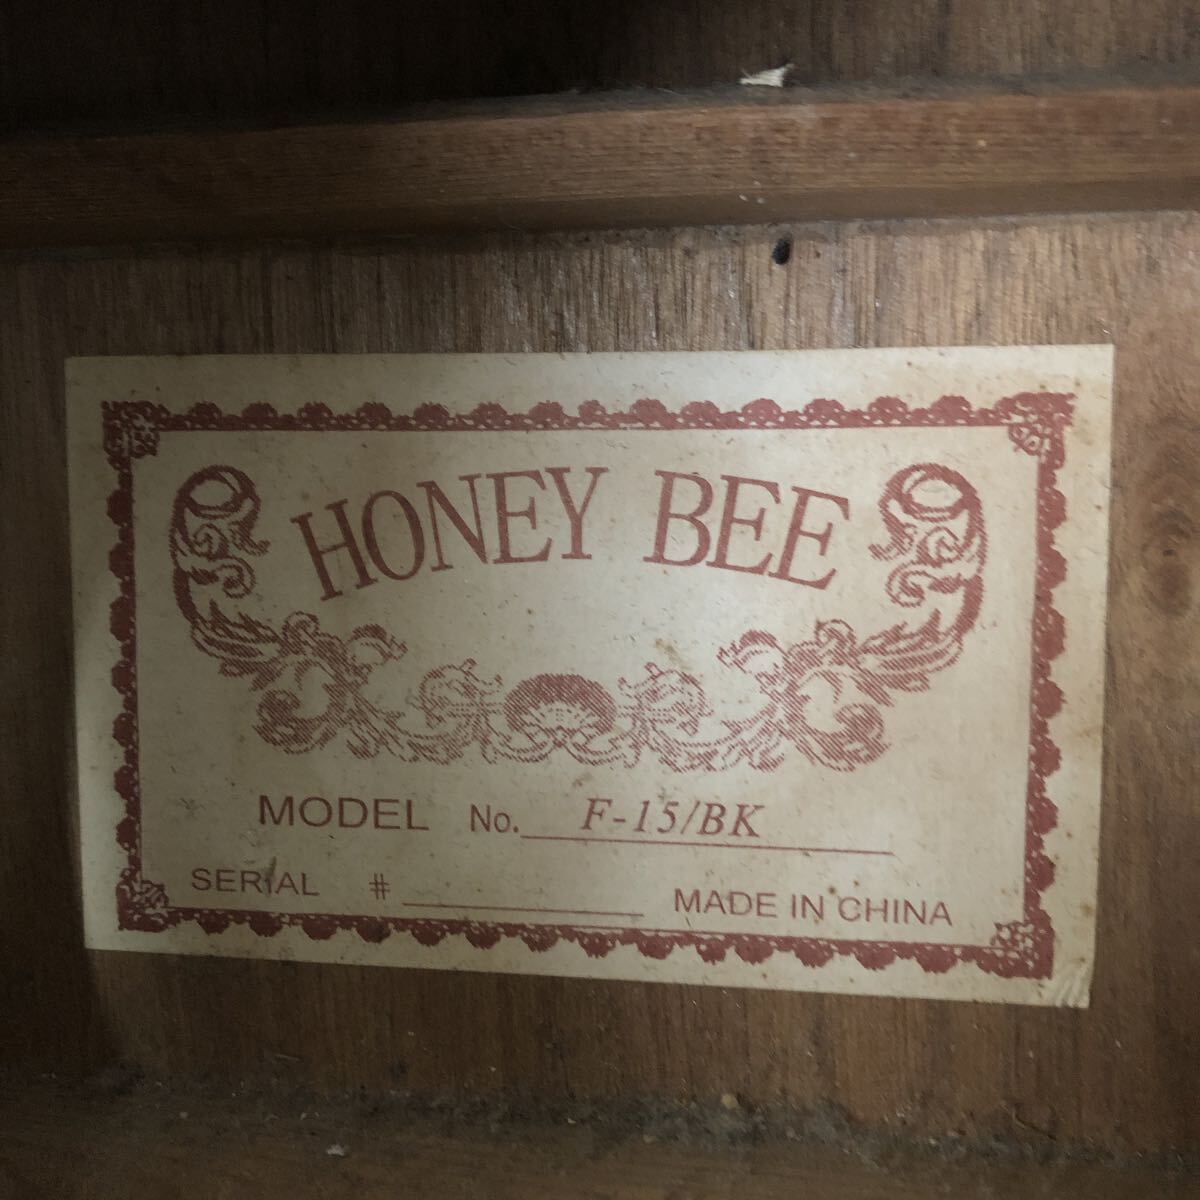 HONEY BEE
MODEL No. F-15/BK
SERIAL # MADE IN CHINA